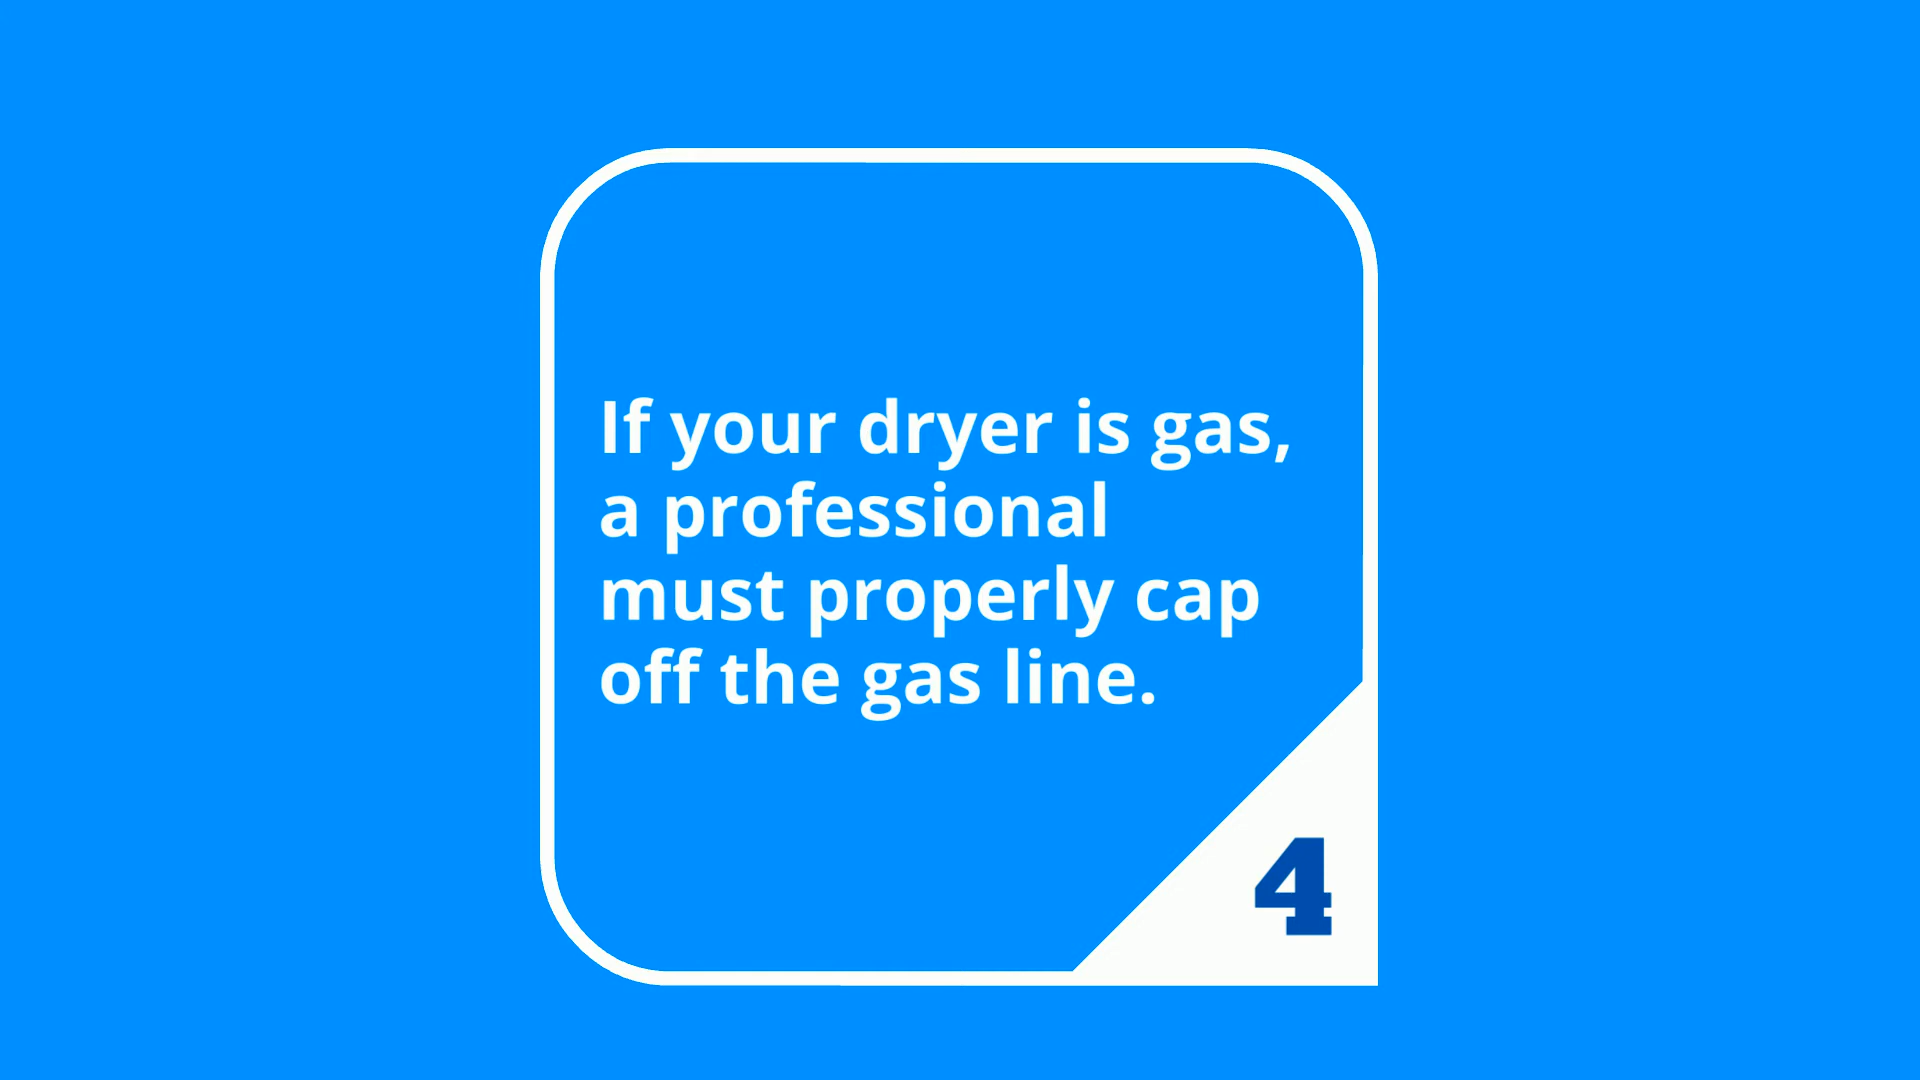 If your dryer is gas,
a professional
must properly cap
off the gas line.
4